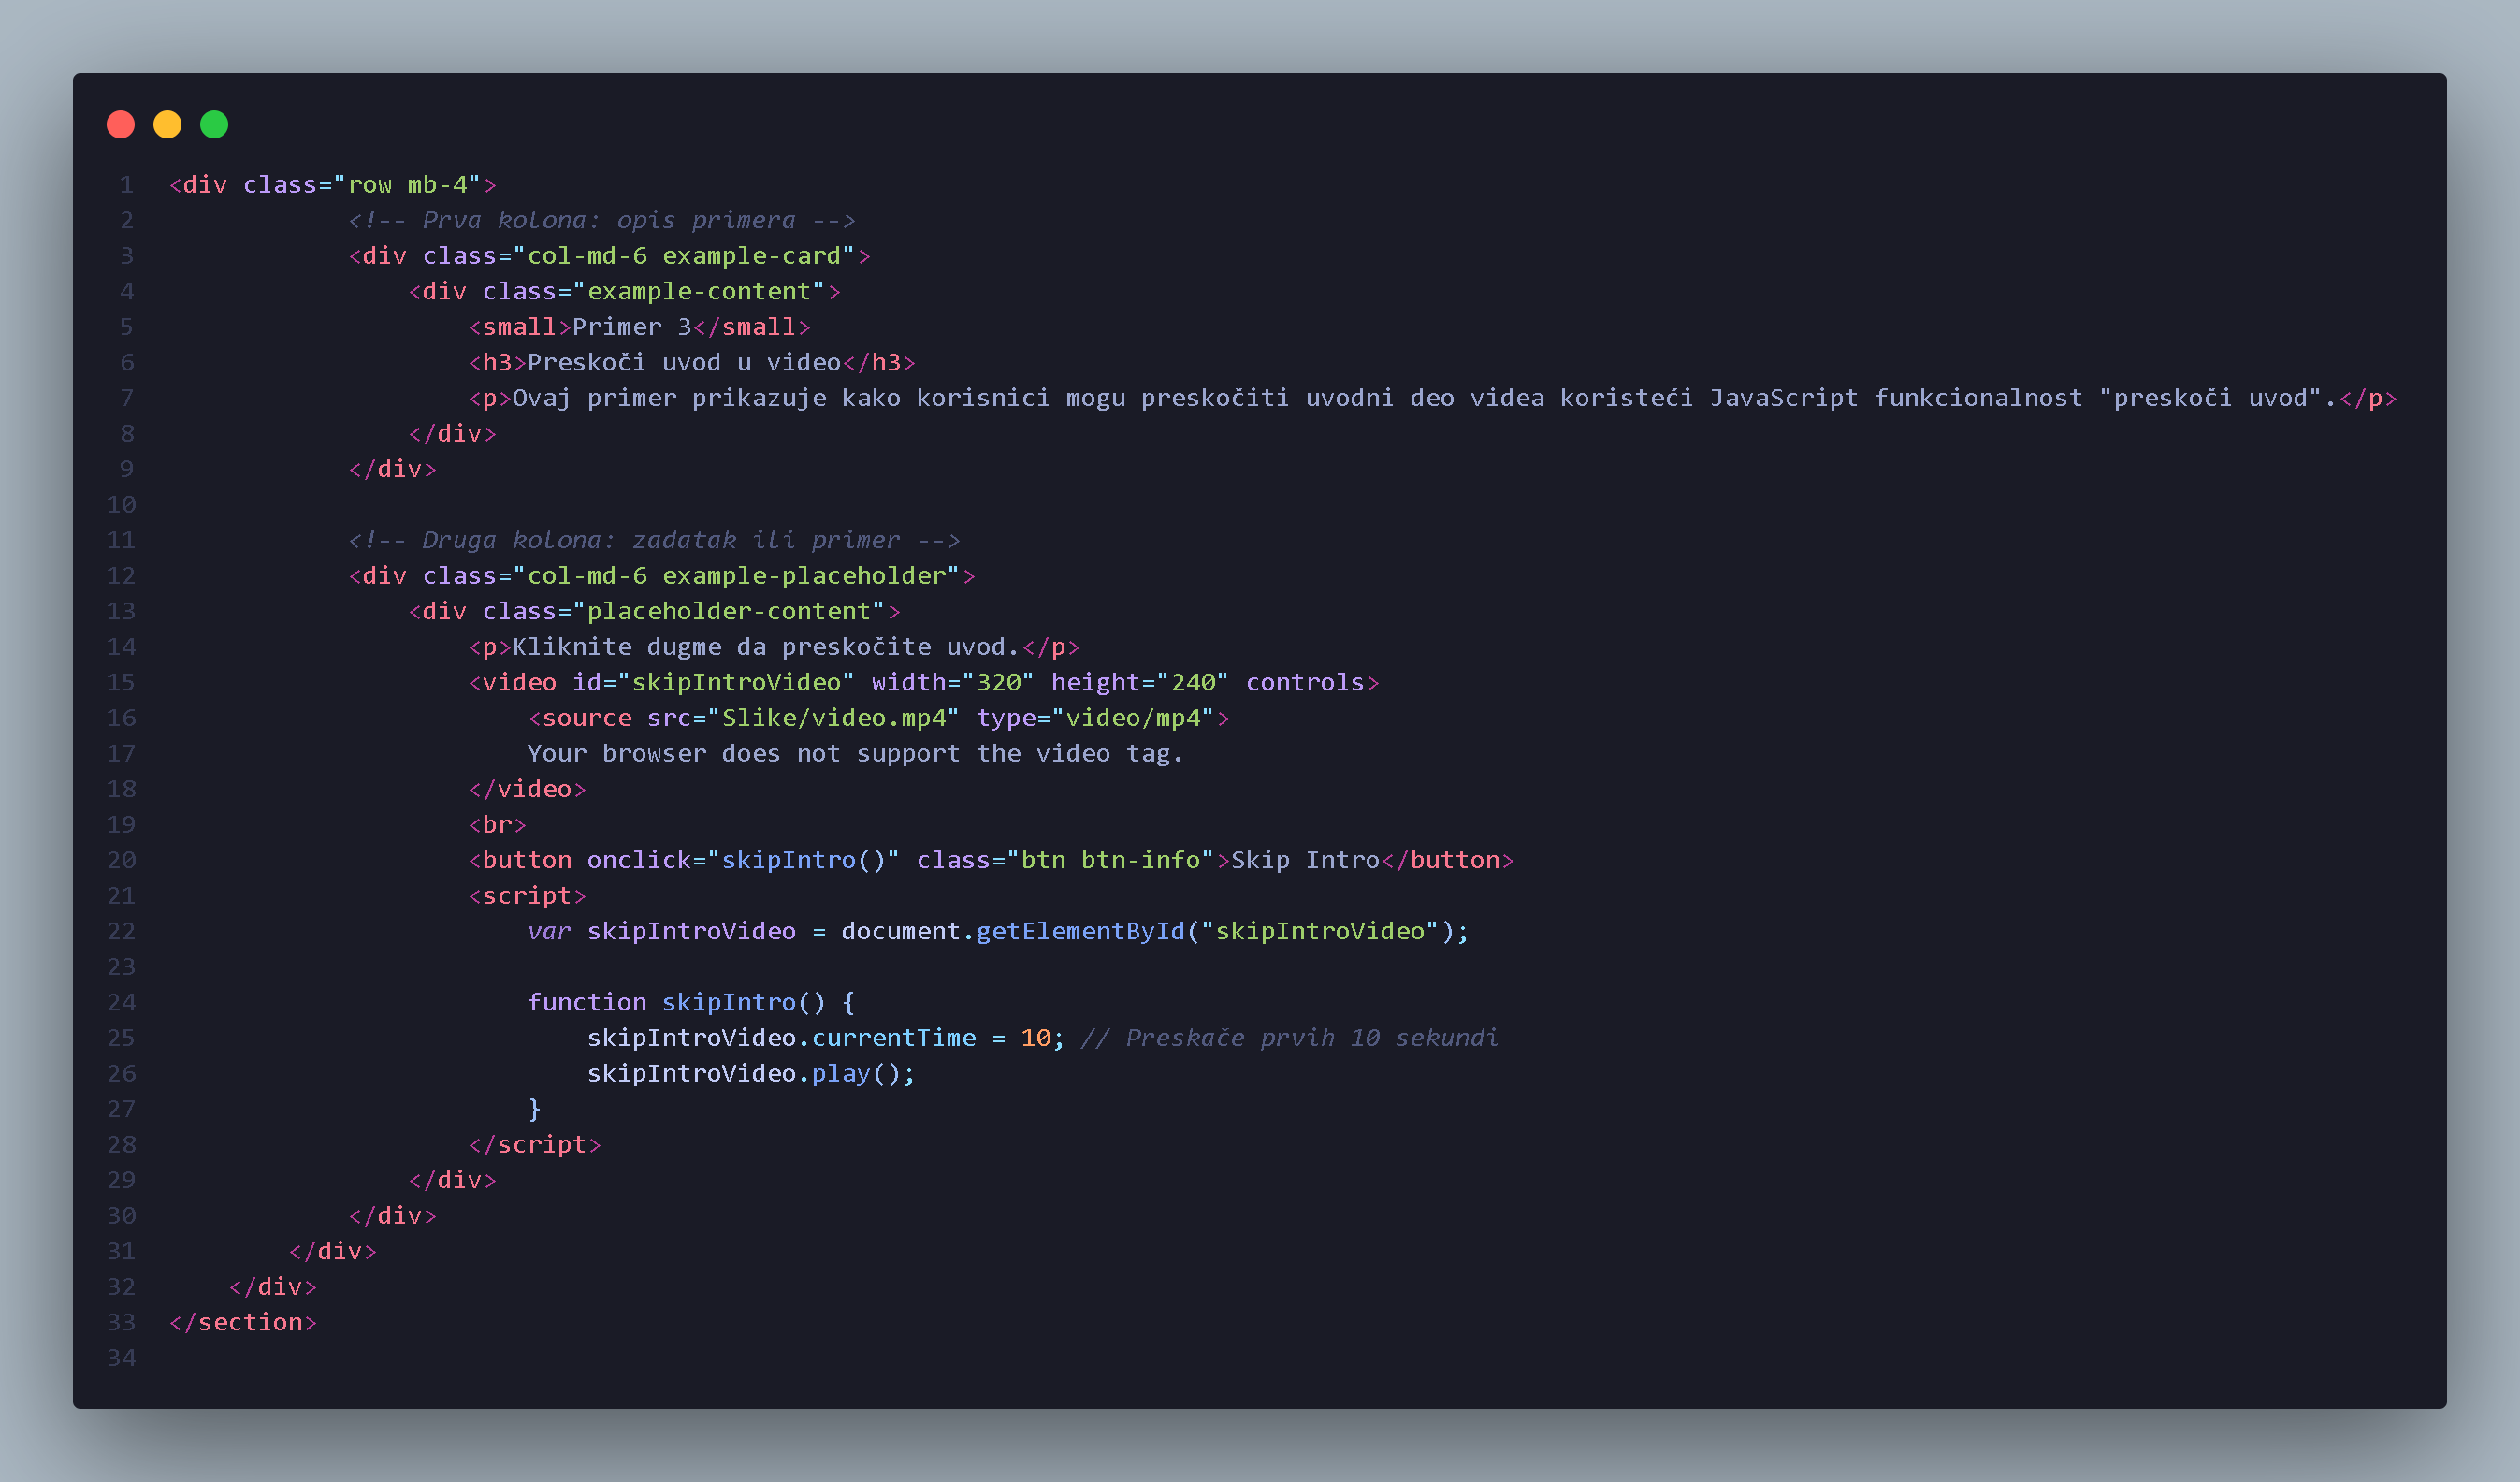 1 <div class="row mb-4">
2 <!-- Prva kolona: opis primera -->
3 <div class="col-md-6 example-card">
4 <div class="example-content">
5 <small>Primer 3</small>
6 <h3>Preskoči uvod u video</h3>
7 <p>Ovaj primer prikazuje kako korisnici mogu preskočiti uvodni deo videa koristeći JavaScript funkcionalnost "preskoči uvod".</p>
8 </div>
9 </div>
10
11 <!-- Druga kolona: zadatak ili primer -->
12 <div class="col-md-6 example-placeholder">
13 <div class="placeholder-content">
14 <p>Kliknite dugme da preskočite uvod.</p>
15 <video id="skipIntroVideo" width="320" height="240" controls>
16 <source src="Slike/video.mp4" type="video/mp4">
17 Your browser does not support the video tag.
18 </video>
19 <br>
20 <button onclick="skipIntro()" class="btn btn-info">Skip Intro</button>
21 <script>
22 var skipIntroVideo = document.getElementById("skipIntroVideo");
23
24 function skipIntro() {
25 skipIntroVideo.currentTime = 10; // Preskače prvih 10 sekundi
26 skipIntroVideo.play();
27 }
28 </script>
29 </div>
30 </div>
31 </div>
32 </div>
33 </section>
34